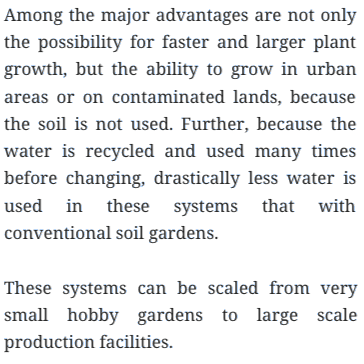 Among the major advantages are not only
the possibility for faster and larger plant
growth, but the ability to grow in urban
areas or on contaminated lands, because
the soil is not used. Further, because the
water is recycled and used many times
before changing, drastically less water is
used in these systems that with
conventional soil gardens.
These systems can be scaled from very
small hobby gardens to large scale
production facilities.